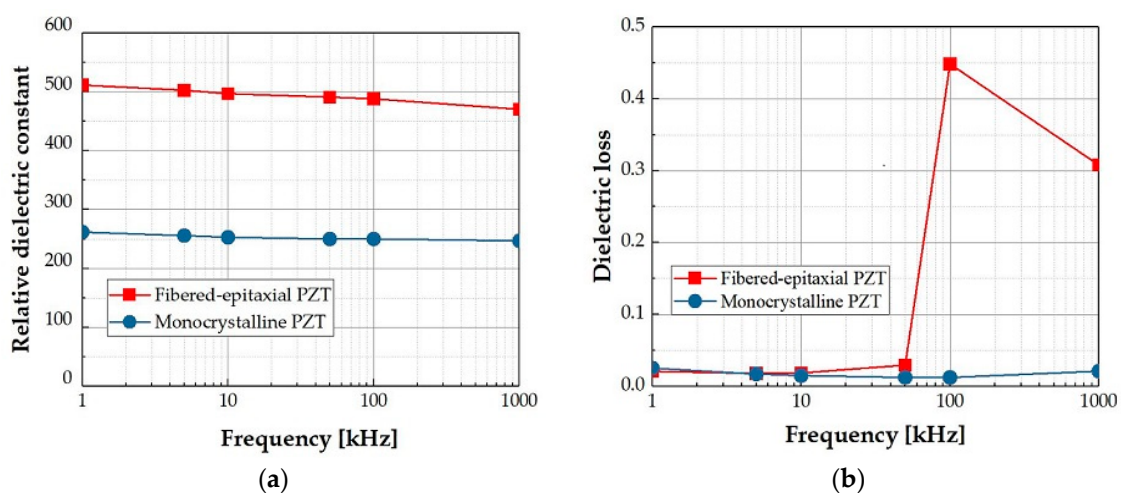 600
500
400
300
200
100
0
1
10
100
1000
Relative dielectric constant
Frequency [kHz]
Fibered-epitaxial PZT
Monocrystalline PZT
(a)
0.5
0.4
0.3
0.2
0.1
0.0
1
10
100
1000
Dielectric loss
Frequency [kHz]
Fibered-epitaxial PZT
Monocrystalline PZT
(b)